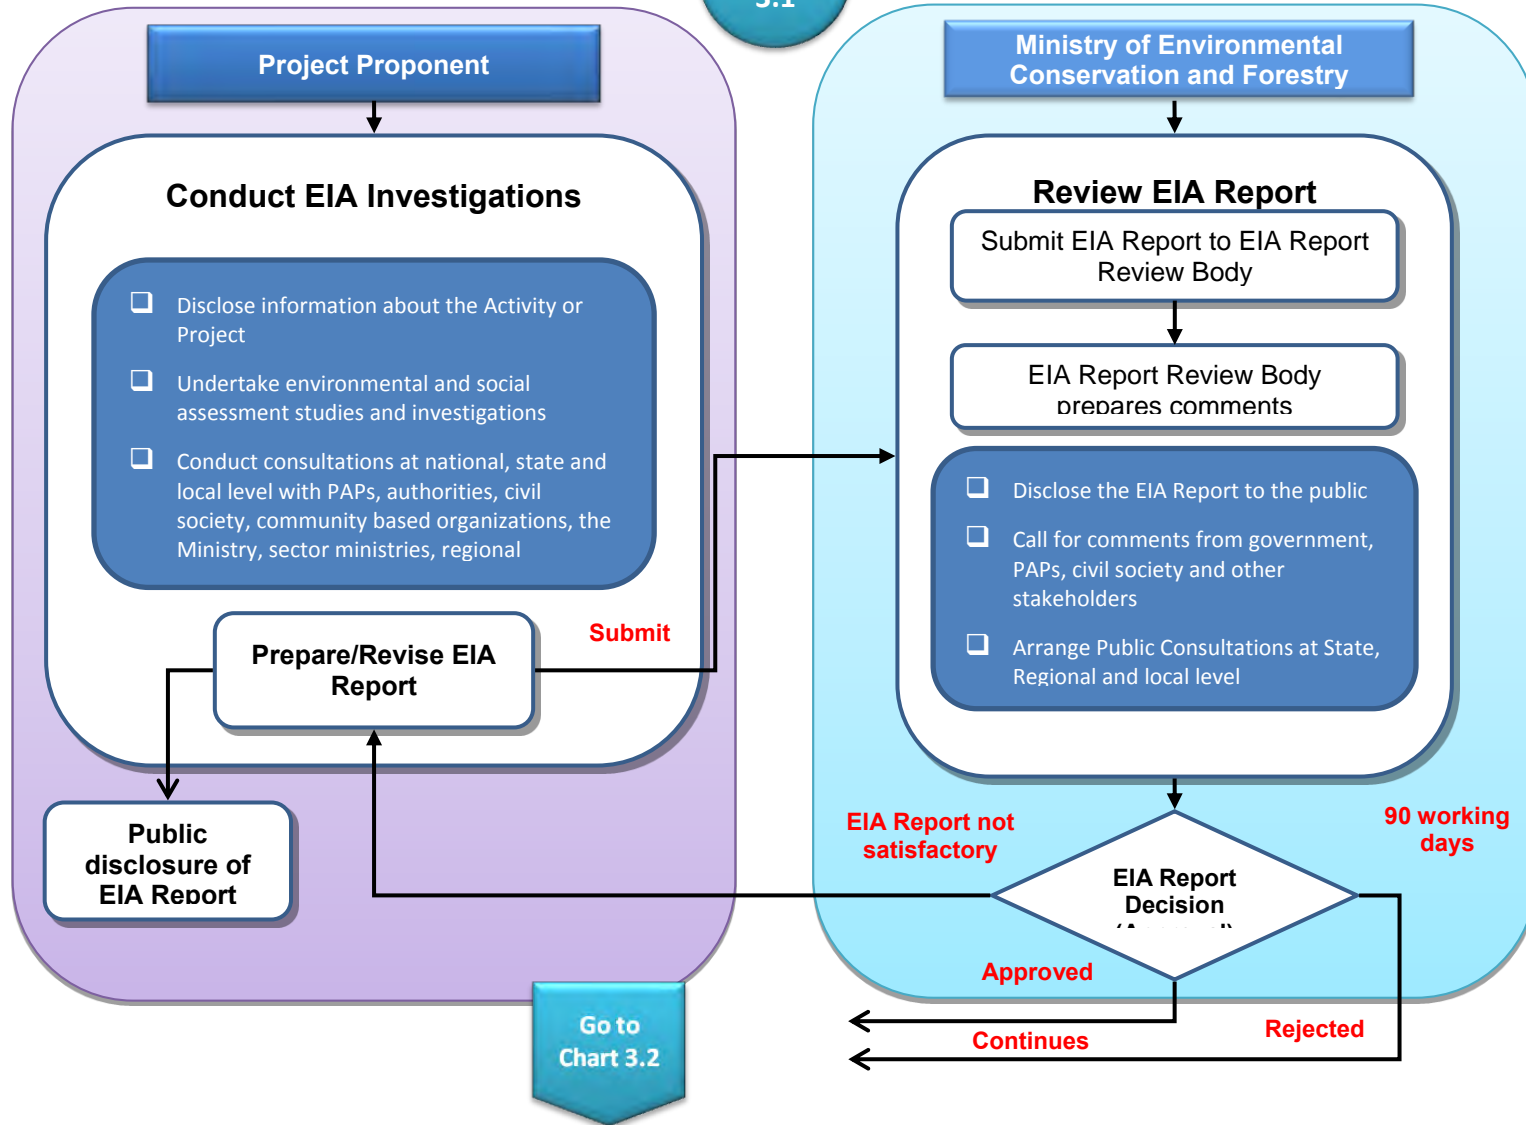 3.1
Project Proponent
Conduct EIA Investigations
❑ Disclose information about the Activity or
Project
❑ Undertake environmental and social
assessment studies and investigations
❑ Conduct consultations at national, state and
local level with PAPs, authorities, civil
society, community based organizations, the
Ministry, sector ministries, regional
Prepare/Revise EIA
Report
Submit
Public
disclosure of
EIA Report
Go to
Chart 3.2
Ministry of Environmental
Conservation and Forestry
Review EIA Report
Submit EIA Report to EIA Report
Review Body
EIA Report Review Body
prepares comments
❑ Disclose the EIA Report to the public
❑ Call for comments from government,
PAPs, civil society and other
stakeholders
❑ Arrange Public Consultations at State,
Regional and local level
EIA Report not
satisfactory
90 working
days
EIA Report
Decision
(Approval)
Approved
Continues
Rejected